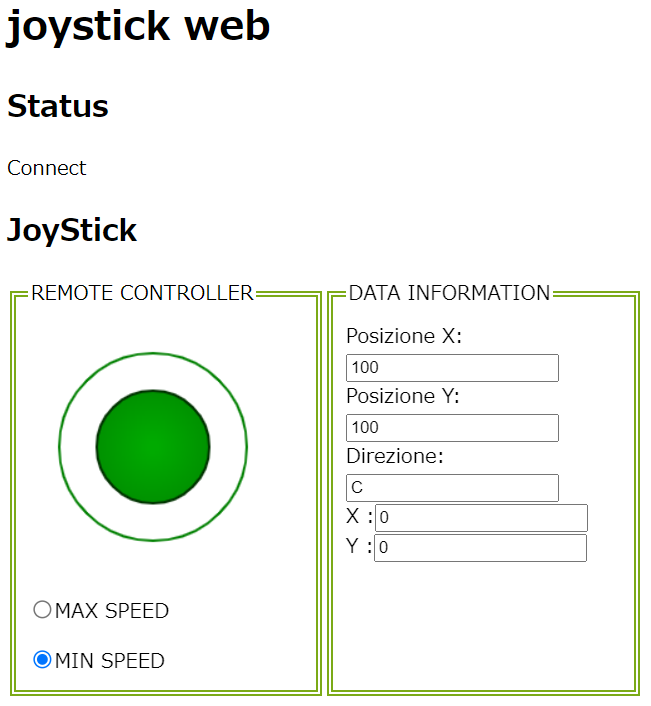 joystick web
Status
Connect
JoyStick
REMOTE CONTROLLER
MAX SPEED
MIN SPEED
DATA INFORMATION
Posizione X:
100
Posizione Y:
100
Direzione:
C
X :0
Y :0